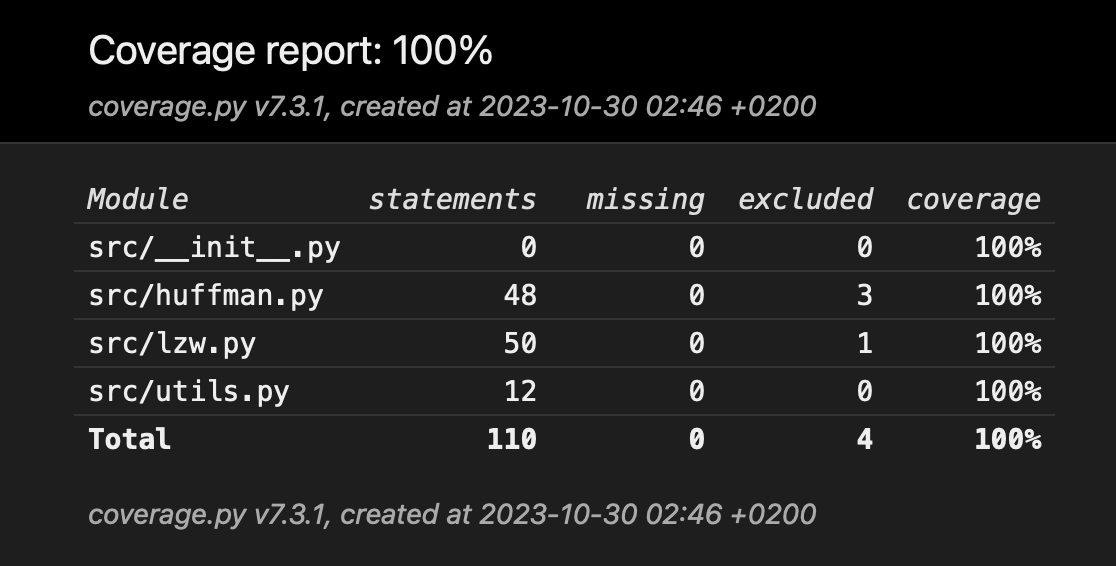 Coverage report: 100%
coverage.py v7.3.1, created at 2023-10-30 02:46 +0200
Module statements missing excluded coverage
src/__init__.py 0 0 0 100%
src/huffman.py 48 0 3 100%
src/lzw.py 50 0 1 100%
src/utils.py 12 0 0 100%
Total 110 0 4 100%
coverage.py v7.3.1, created at 2023-10-30 02:46 +0200